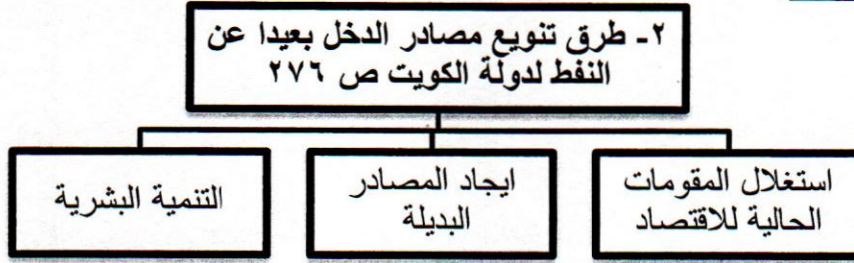 ٢- طرق تنويع مصادر الدخل بعيدا عن
النفط لدولة الكويت ص ٢٧٦
استغلال المقومات
الحالية للاقتصاد
ايجاد المصادر
البديلة
التنمية البشرية